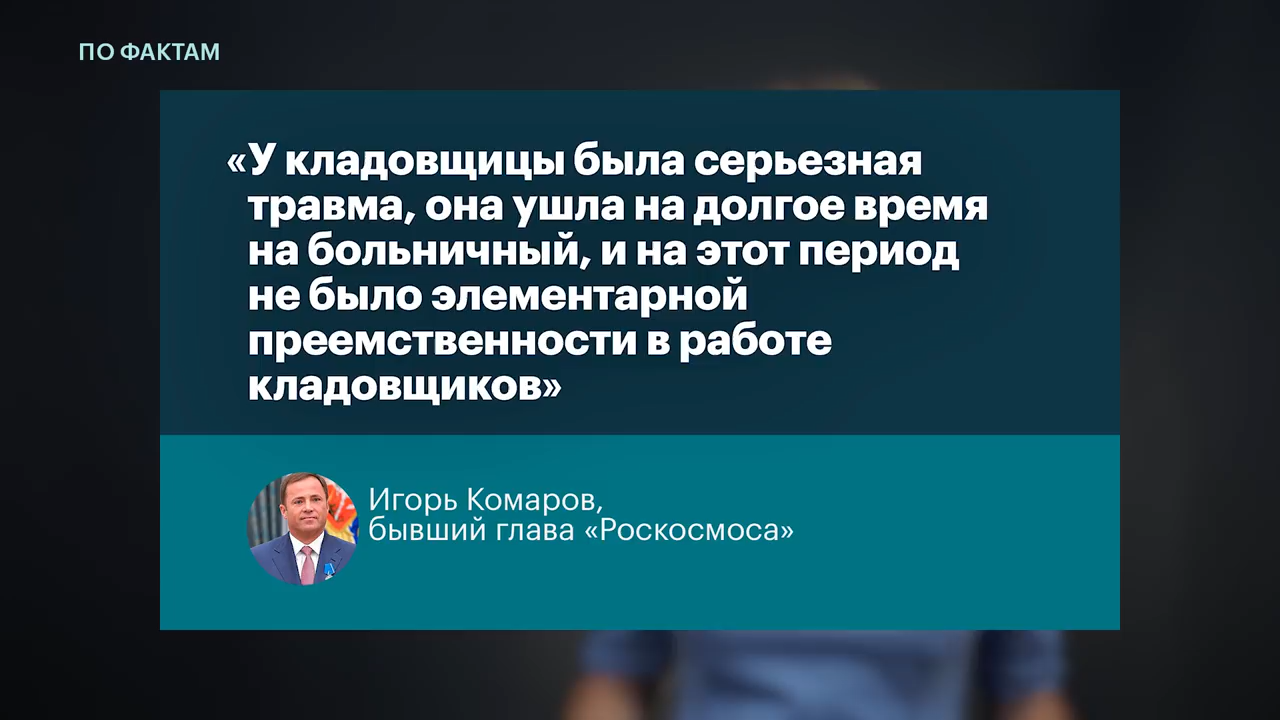 ПО ФАКТАМ
«У кладовщицы была серьезная
травма, она ушла на долгое время
на больничный, и на этот период
не было элементарной
преемственности в работе
кладовщиков»
Игорь Комаров,
бывший глава «Роскосмоса»